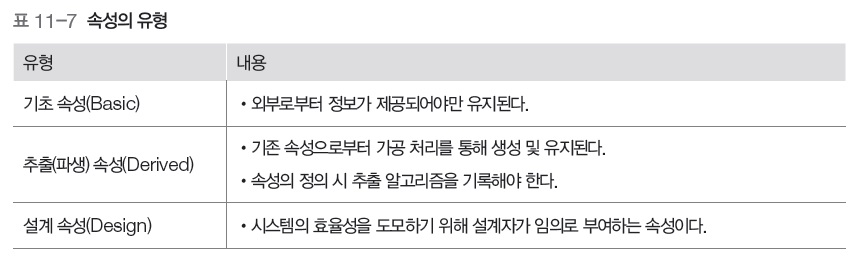 표 11-7 속성의 유형
유형 내용
기초 속성(Basic) • 외부로부터 정보가 제공되어야만 유지된다.
추출(파생) 속성(Derived) • 기존 속성으로부터 가공 처리를 통해 생성 및 유지된다.
• 속성의 정의 시 추출 알고리즘을 기록해야 한다.
설계 속성(Design) • 시스템의 효율성을 도모하기 위해 설계자가 임의로 부여하는 속성이다.